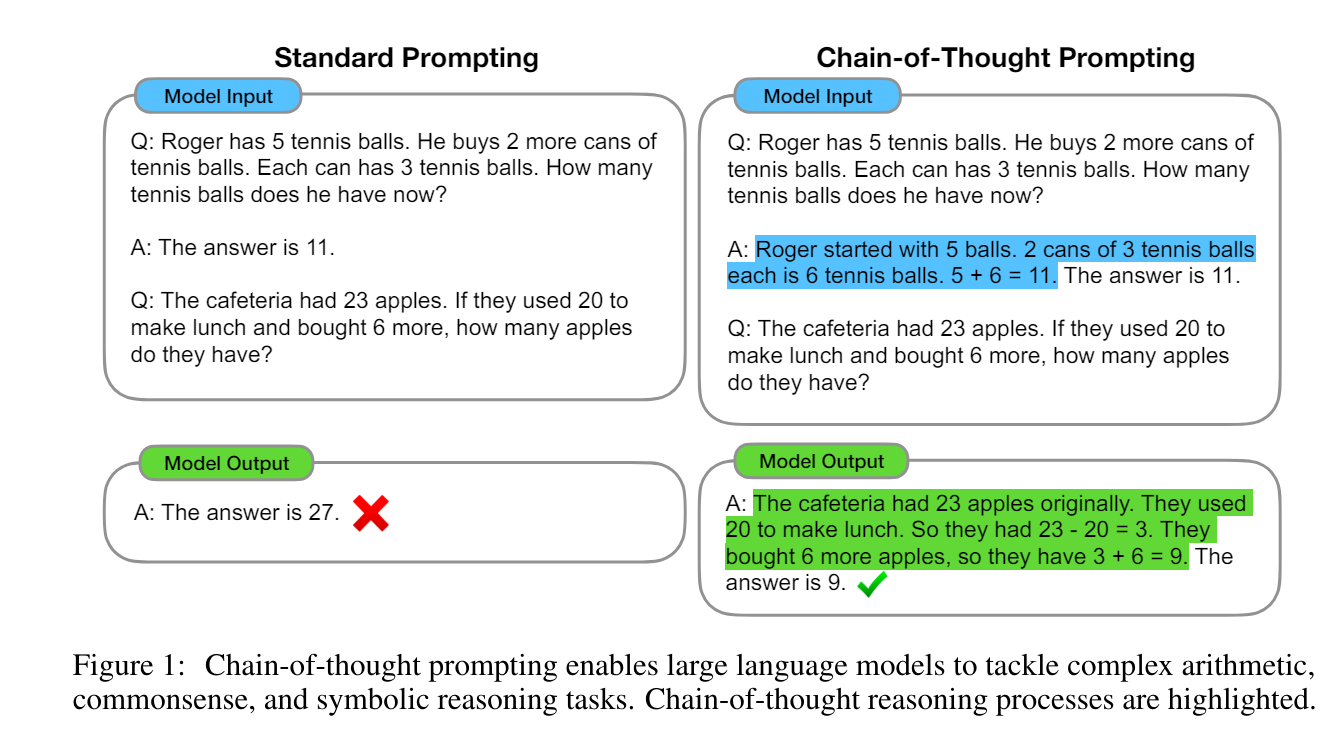 Standard Prompting
Model Input
Q: Roger has 5 tennis balls. He buys 2 more cans of
tennis balls. Each can has 3 tennis balls. How many
tennis balls does he have now?
A: The answer is 11.
Q: The cafeteria had 23 apples. If they used 20 to
make lunch and bought 6 more, how many apples
do they have?
Model Output
A: The answer is 27.
Chain-of-Thought Prompting
Model Input
Q: Roger has 5 tennis balls. He buys 2 more cans of
tennis balls. Each can has 3 tennis balls. How many
tennis balls does he have now?
A: Roger started with 5 balls. 2 cans of 3 tennis balls
each is 6 tennis balls. 5 + 6 = 11. The answer is 11.
Q: The cafeteria had 23 apples. If they used 20 to
make lunch and bought 6 more, how many apples
do they have?
Model Output
A: The cafeteria had 23 apples originally. They used
20 to make lunch. So they had 23 - 20 = 3. They
bought 6 more apples, so they have 3 + 6 = 9. The
answer is 9.
Figure 1: Chain-of-thought prompting enables large language models to tackle complex arithmetic,
commonsense, and symbolic reasoning tasks. Chain-of-thought reasoning processes are highlighted.